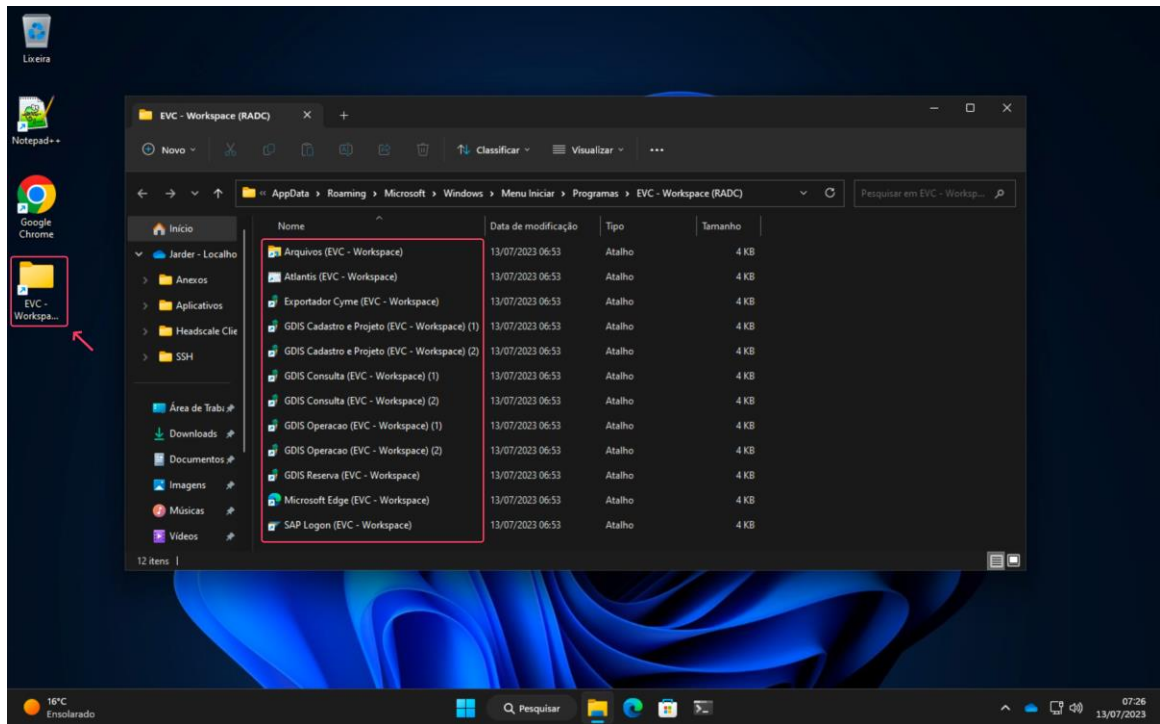 Lixeira
Notepad++
Google
Chrome
EVC -
Workspa...
EVC - Workspace (RADC)
Novo
Classificar
Visualizar
AppData > Roaming > Microsoft > Windows > Menu Iniciar > Programas > EVC - Workspace (RADC)
Pesquisar em EVC - Worksp...
Início
Jarder - Localho
Anexos
Aplicativos
Headscale Clie
SSH
Área de Traba
Downloads
Documentos
Imagens
Músicas
Vídeos
Nome Data de modificação Tipo Tamanho
Arquivos (EVC - Workspace) 13/07/2023 06:53 Atalho 4 KB
Atlantis (EVC - Workspace) 13/07/2023 06:53 Atalho 4 KB
Exportador Cyme (EVC - Workspace) 13/07/2023 06:53 Atalho 4 KB
GDIS Cadastro e Projeto (EVC - Workspace) (1) 13/07/2023 06:53 Atalho 4 KB
GDIS Cadastro e Projeto (EVC - Workspace) (2) 13/07/2023 06:53 Atalho 4 KB
GDIS Consulta (EVC - Workspace) (1) 13/07/2023 06:53 Atalho 4 KB
GDIS Consulta (EVC - Workspace) (2) 13/07/2023 06:53 Atalho 4 KB
GDIS Operacao (EVC - Workspace) (1) 13/07/2023 06:53 Atalho 4 KB
GDIS Operacao (EVC - Workspace) (2) 13/07/2023 06:53 Atalho 4 KB
GDIS Reserva (EVC - Workspace) 13/07/2023 06:53 Atalho 4 KB
Microsoft Edge (EVC - Workspace) 13/07/2023 06:53 Atalho 4 KB
SAP Logon (EVC - Workspace) 13/07/2023 06:53 Atalho 4 KB
12 itens
16°C
Ensolarado
Pesquisar
07:26
13/07/2023